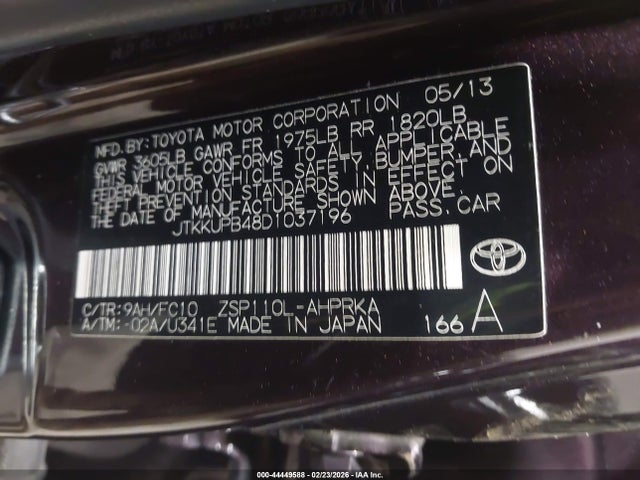 MFD. BY: TOYOTA MOTOR CORPORATION 05/13
GVWR 3605LB GAWR FR 1975LB RR 1820LB
THIS VEHICLE CONFORMS TO ALL APPLICABLE
FEDERAL MOTOR VEHICLE SAFETY, BUMPER, AND
THEFT PREVENTION STANDARDS IN EFFECT ON
THE DATE OF MANUFACTURE SHOWN ABOVE.
JTKKUPB48D1037196 PASS. CAR
C/TR: 9AH/FC10 ZSP110L-AHPRKA
A/TM: -02A/U341E MADE IN JAPAN 166 A
000-44449588 - 02/23/2026 - IAA Inc.